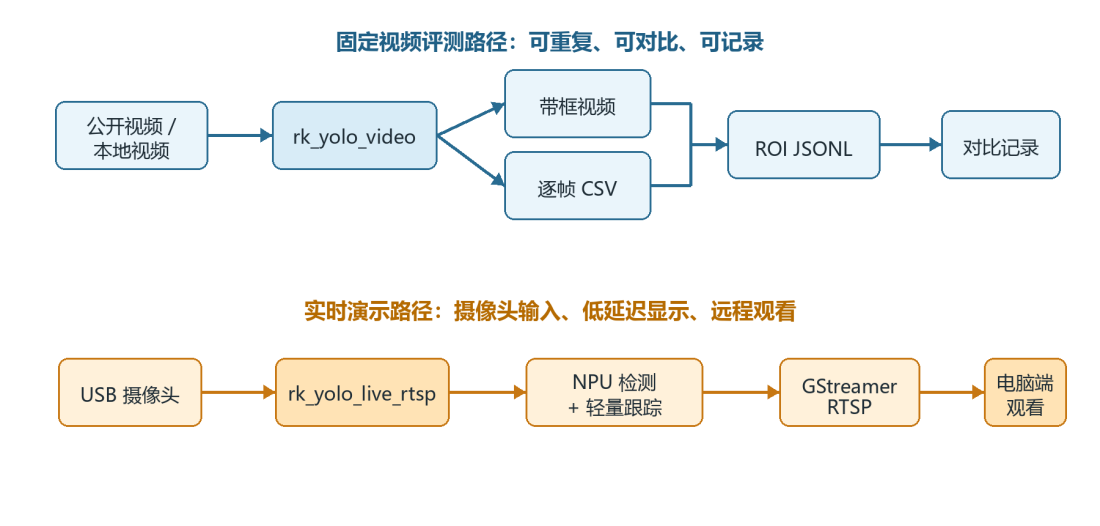 固定视频评测路径：可重复、可对比、可记录
公开视频 /
本地视频
rk_yolo_video
带框视频
逐帧 CSV
ROI JSONL
对比记录
实时演示路径：摄像头输入、低延迟显示、远程观看
USB 摄像头
rk_yolo_live_rtsp
NPU 检测
+ 轻量跟踪
GStreamer
RTSP
电脑端
观看